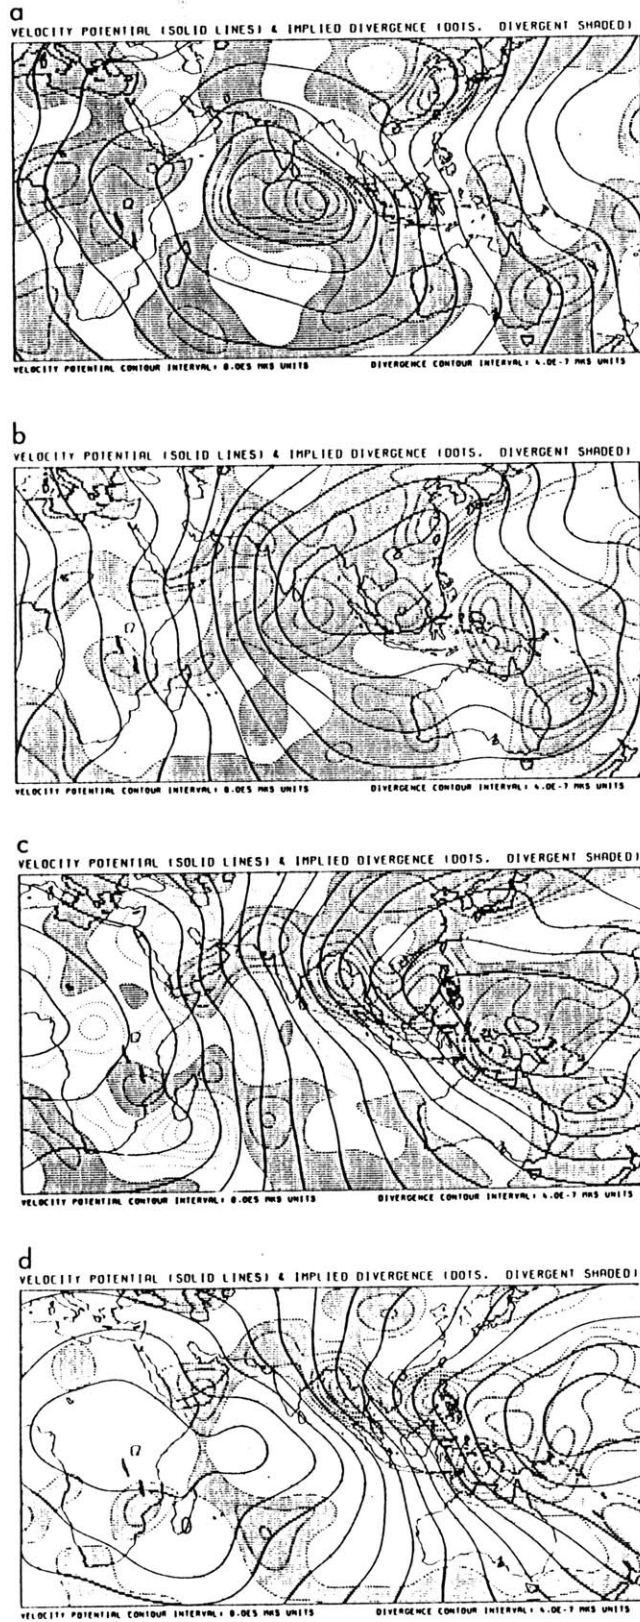 a
VELOCITY POTENTIAL (SOLID LINES) & IMPLIED DIVERGENCE (DOTS. DIVERGENT SHADED)
VELOCITY POTENTIAL CONTOUR INTERVAL: 8.0E5 MKS UNITS DIVERGENCE CONTOUR INTERVAL: 4.0E-7 MKS UNITS
b
VELOCITY POTENTIAL (SOLID LINES) & IMPLIED DIVERGENCE (DOTS. DIVERGENT SHADED)
VELOCITY POTENTIAL CONTOUR INTERVAL: 8.0E5 MKS UNITS DIVERGENCE CONTOUR INTERVAL: 4.0E-7 MKS UNITS
c
VELOCITY POTENTIAL (SOLID LINES) & IMPLIED DIVERGENCE (DOTS. DIVERGENT SHADED)
VELOCITY POTENTIAL CONTOUR INTERVAL: 8.0E5 MKS UNITS DIVERGENCE CONTOUR INTERVAL: 4.0E-7 MKS UNITS
d
VELOCITY POTENTIAL (SOLID LINES) & IMPLIED DIVERGENCE (DOTS. DIVERGENT SHADED)
VELOCITY POTENTIAL CONTOUR INTERVAL: 8.0E5 MKS UNITS DIVERGENCE CONTOUR INTERVAL: 4.0E-7 MKS UNITS